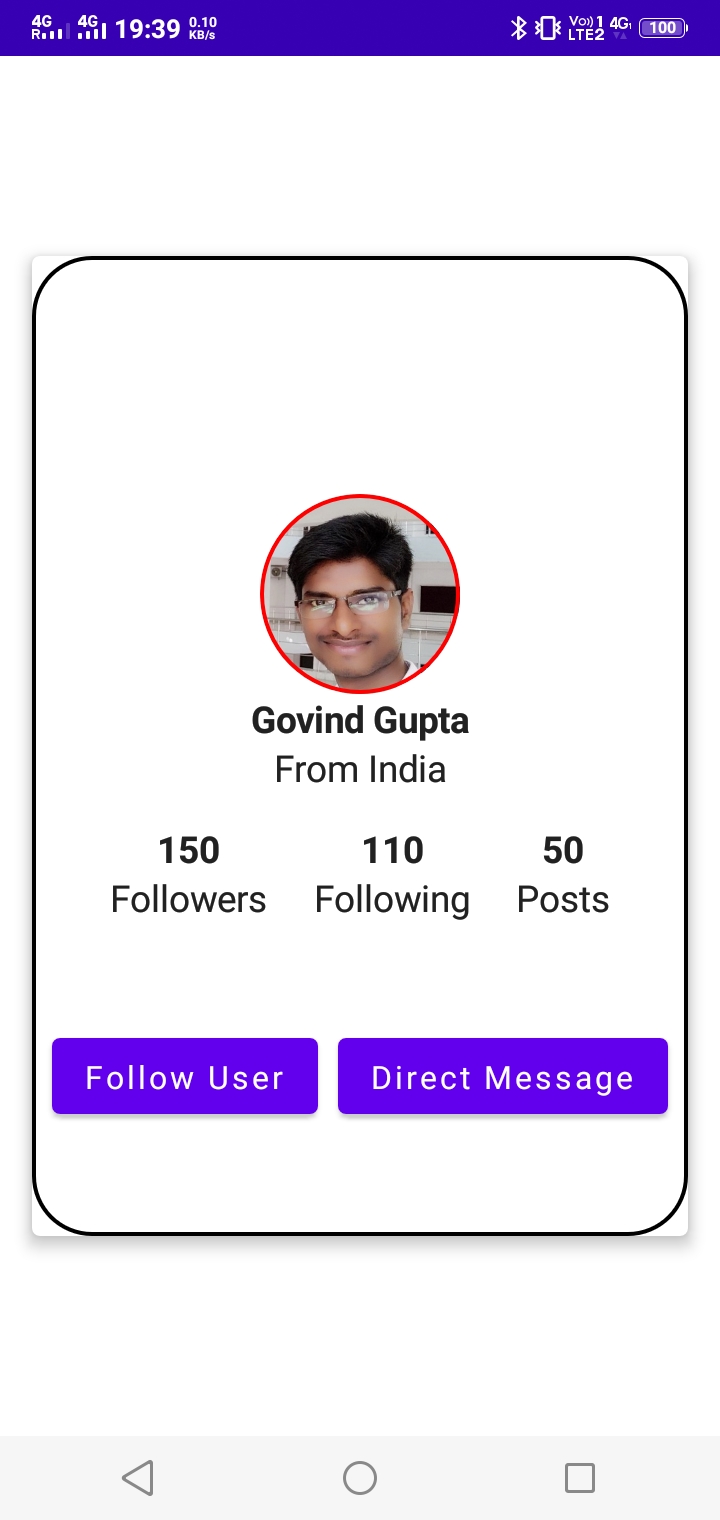 4G 4G 19:39 0.10 Vo)) 1 4G 100
R KB/s LTE2
Govind Gupta
From India
150 110 50
Followers Following Posts
Follow User Direct Message